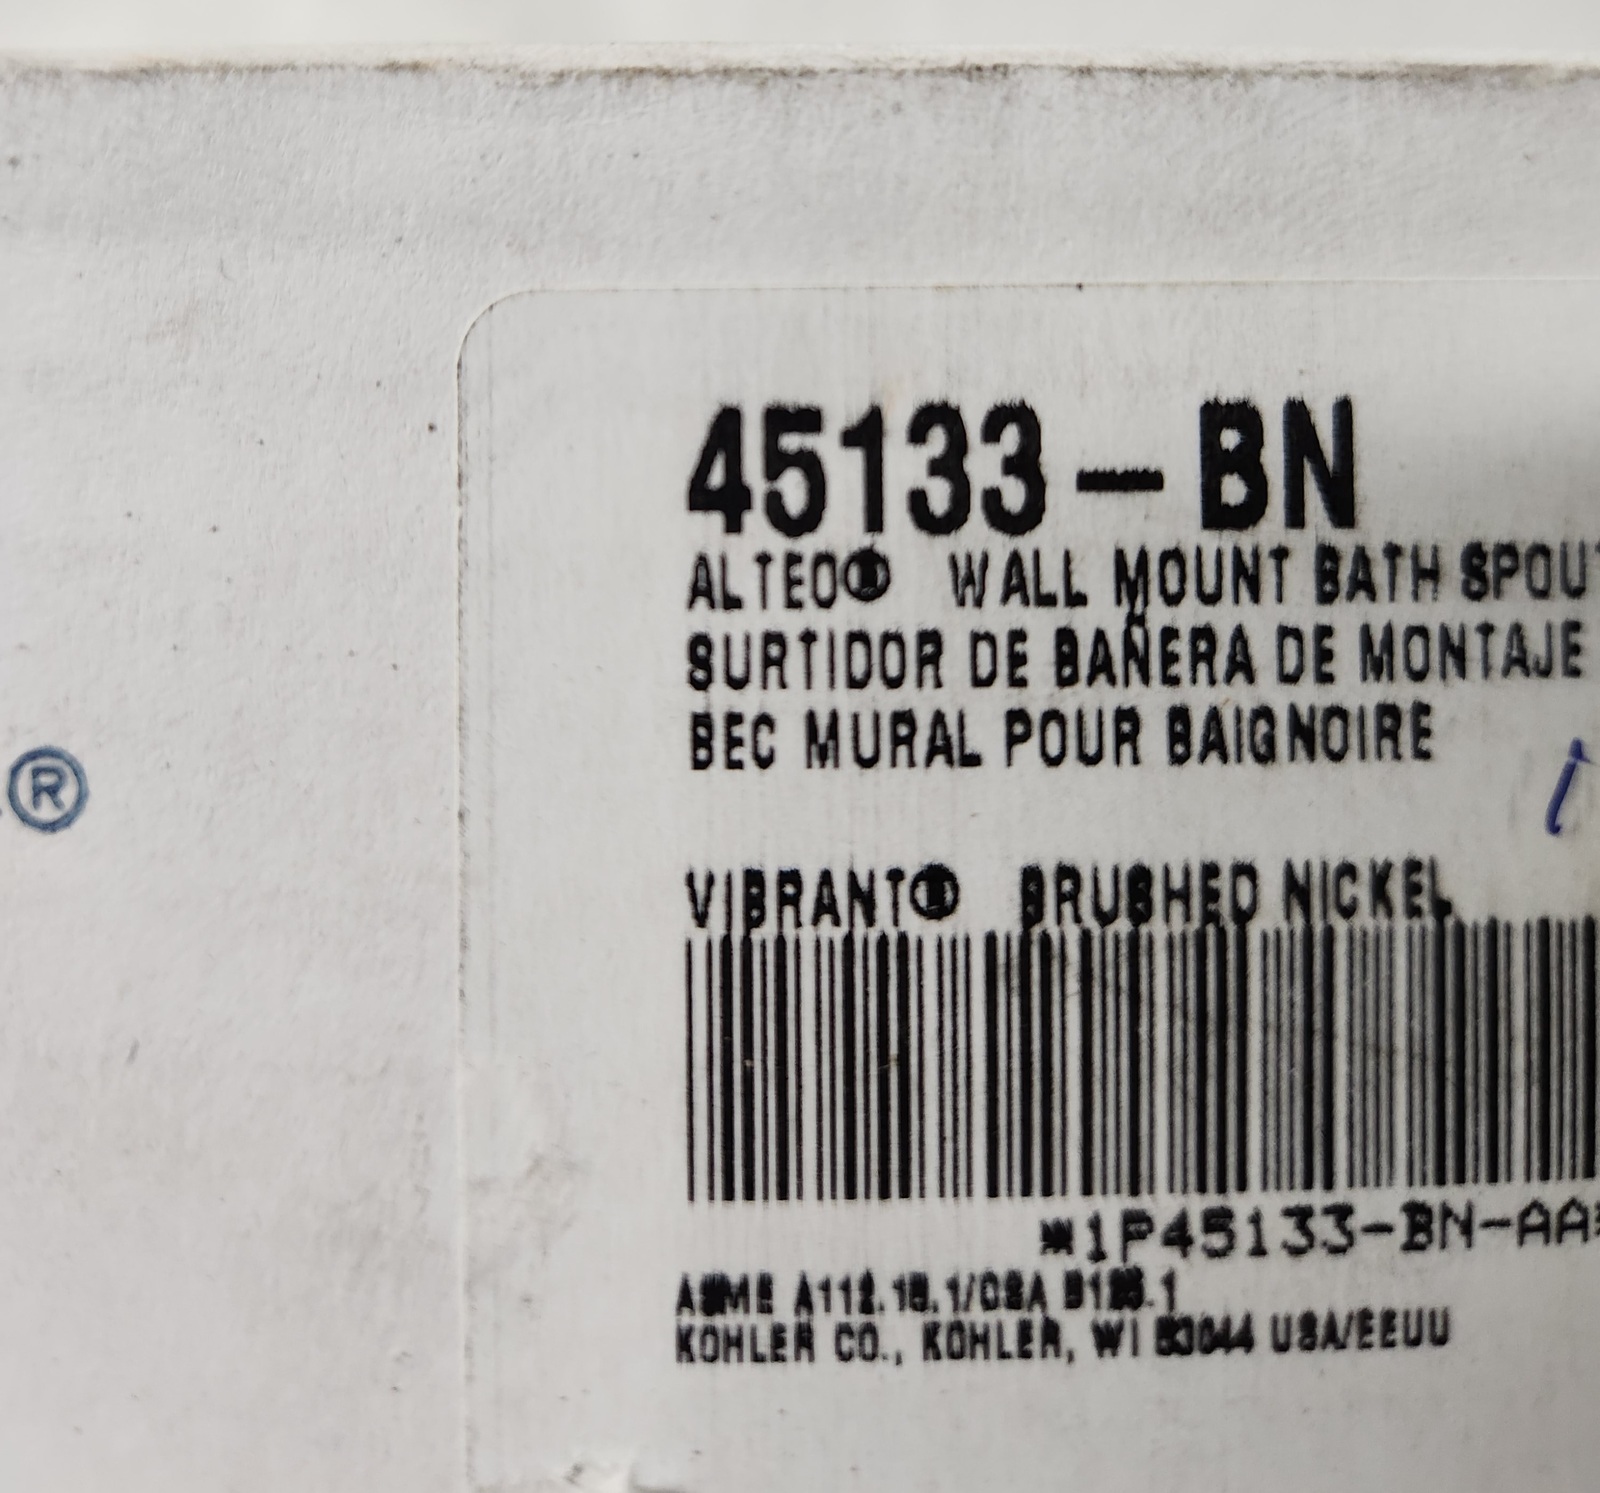 45133-BN
ALTEO® WALL MOUNT BATH SPOUT
SURTIDOR DE BAÑERA DE MONTAJE
BEC MURAL POUR BAIGNOIRE
®
VIBRANT® BRUSHED NICKEL
*1P45133-BN-AA*
ASME A112.18.1/CSA B125.1
KOHLER CO., KOHLER, WI 53044 USA/EEUU